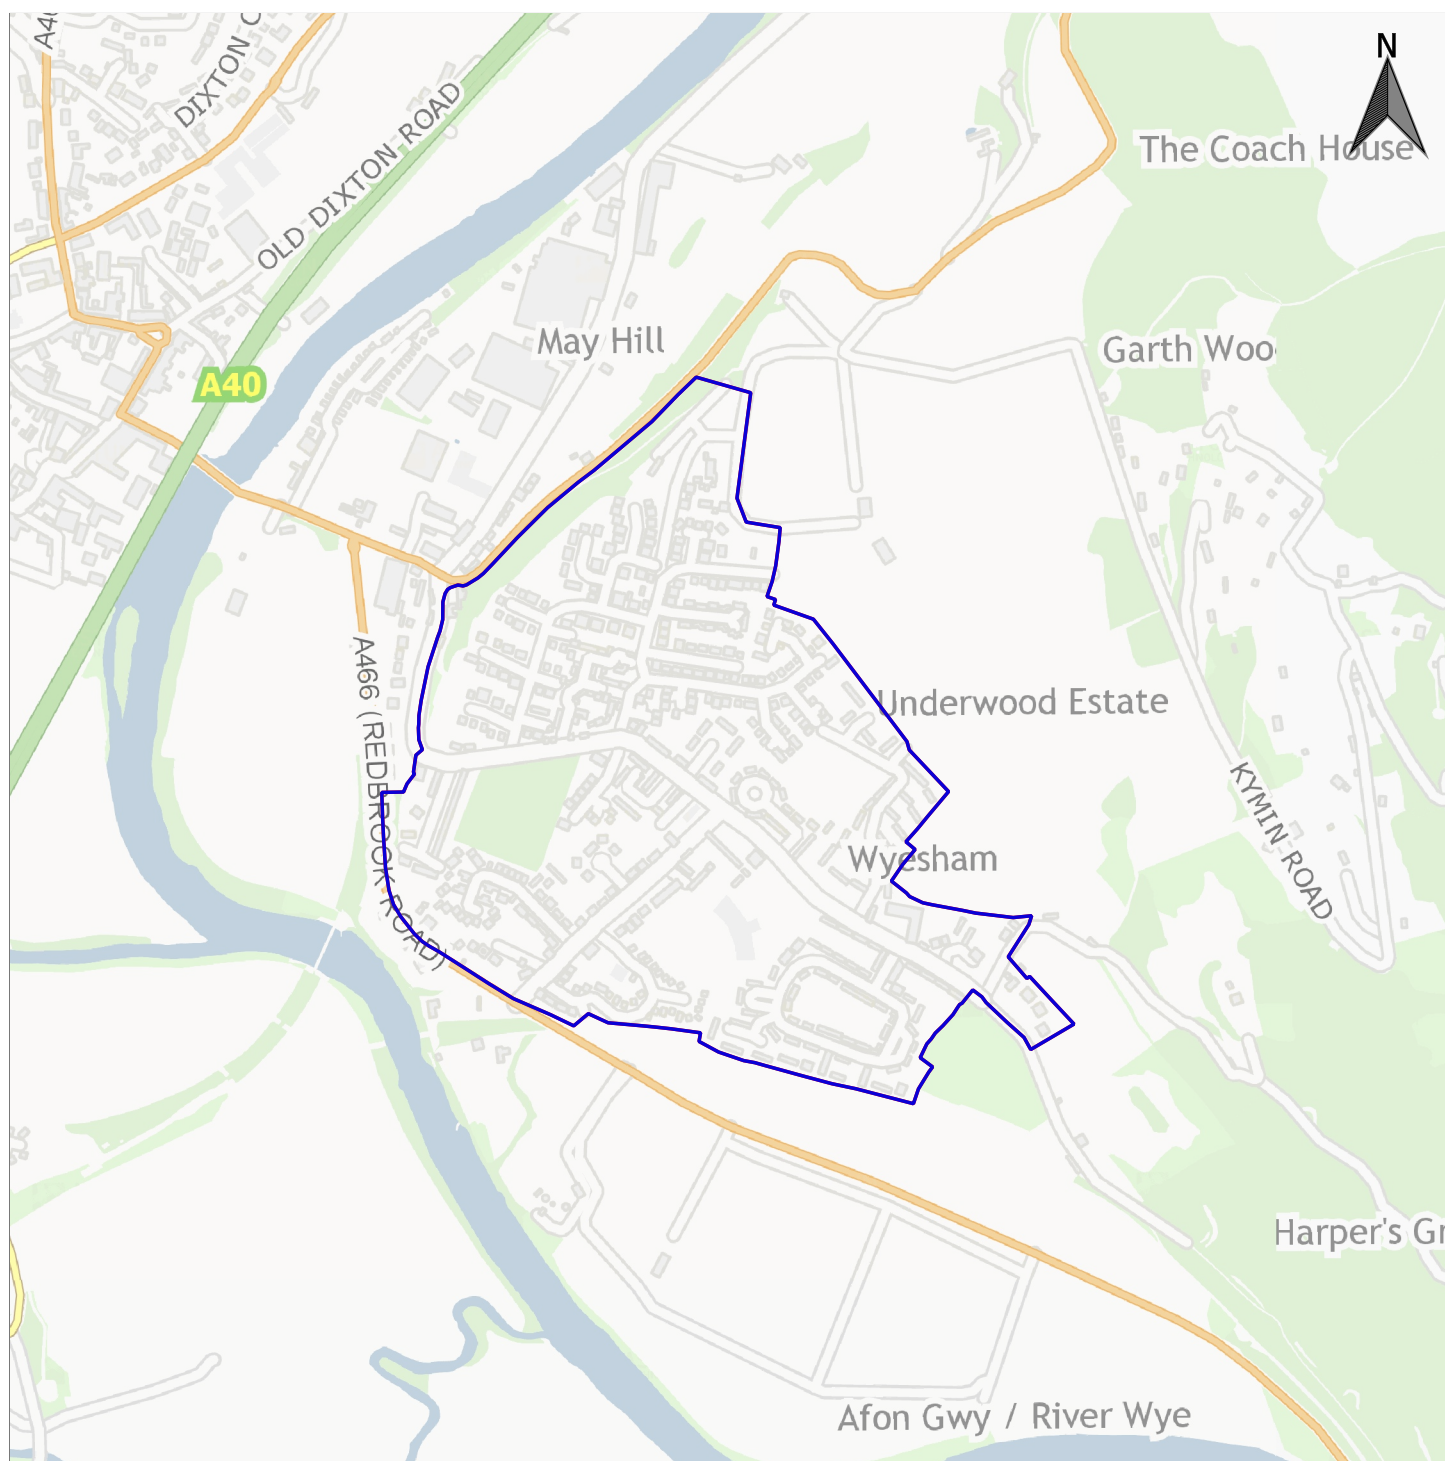 N
DIXTON
OLD DIXTON ROAD
The Coach House
May Hill
Garth Woo
A40
A466 (REDBROOK ROAD)
Underwood Estate
KYMIN ROAD
Wyesham
Harper's Gr
Afon Gwy / River Wye